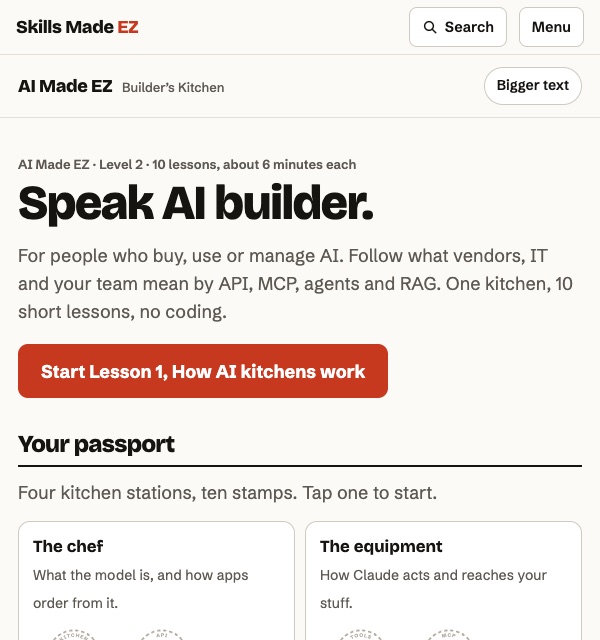 Skills Made EZ
Search
Menu
AI Made EZ Builder’s Kitchen
Bigger text
AI Made EZ · Level 2 · 10 lessons, about 6 minutes each
Speak AI builder.
For people who buy, use or manage AI. Follow what vendors, IT
and your team mean by API, MCP, agents and RAG. One kitchen, 10
short lessons, no coding.
Start Lesson 1, How AI kitchens work
Your passport
Four kitchen stations, ten stamps. Tap one to start.
The chef
What the model is, and how apps
order from it.
KITCHEN
API
The equipment
How Claude acts and reaches your
stuff.
TOOLS
MCP